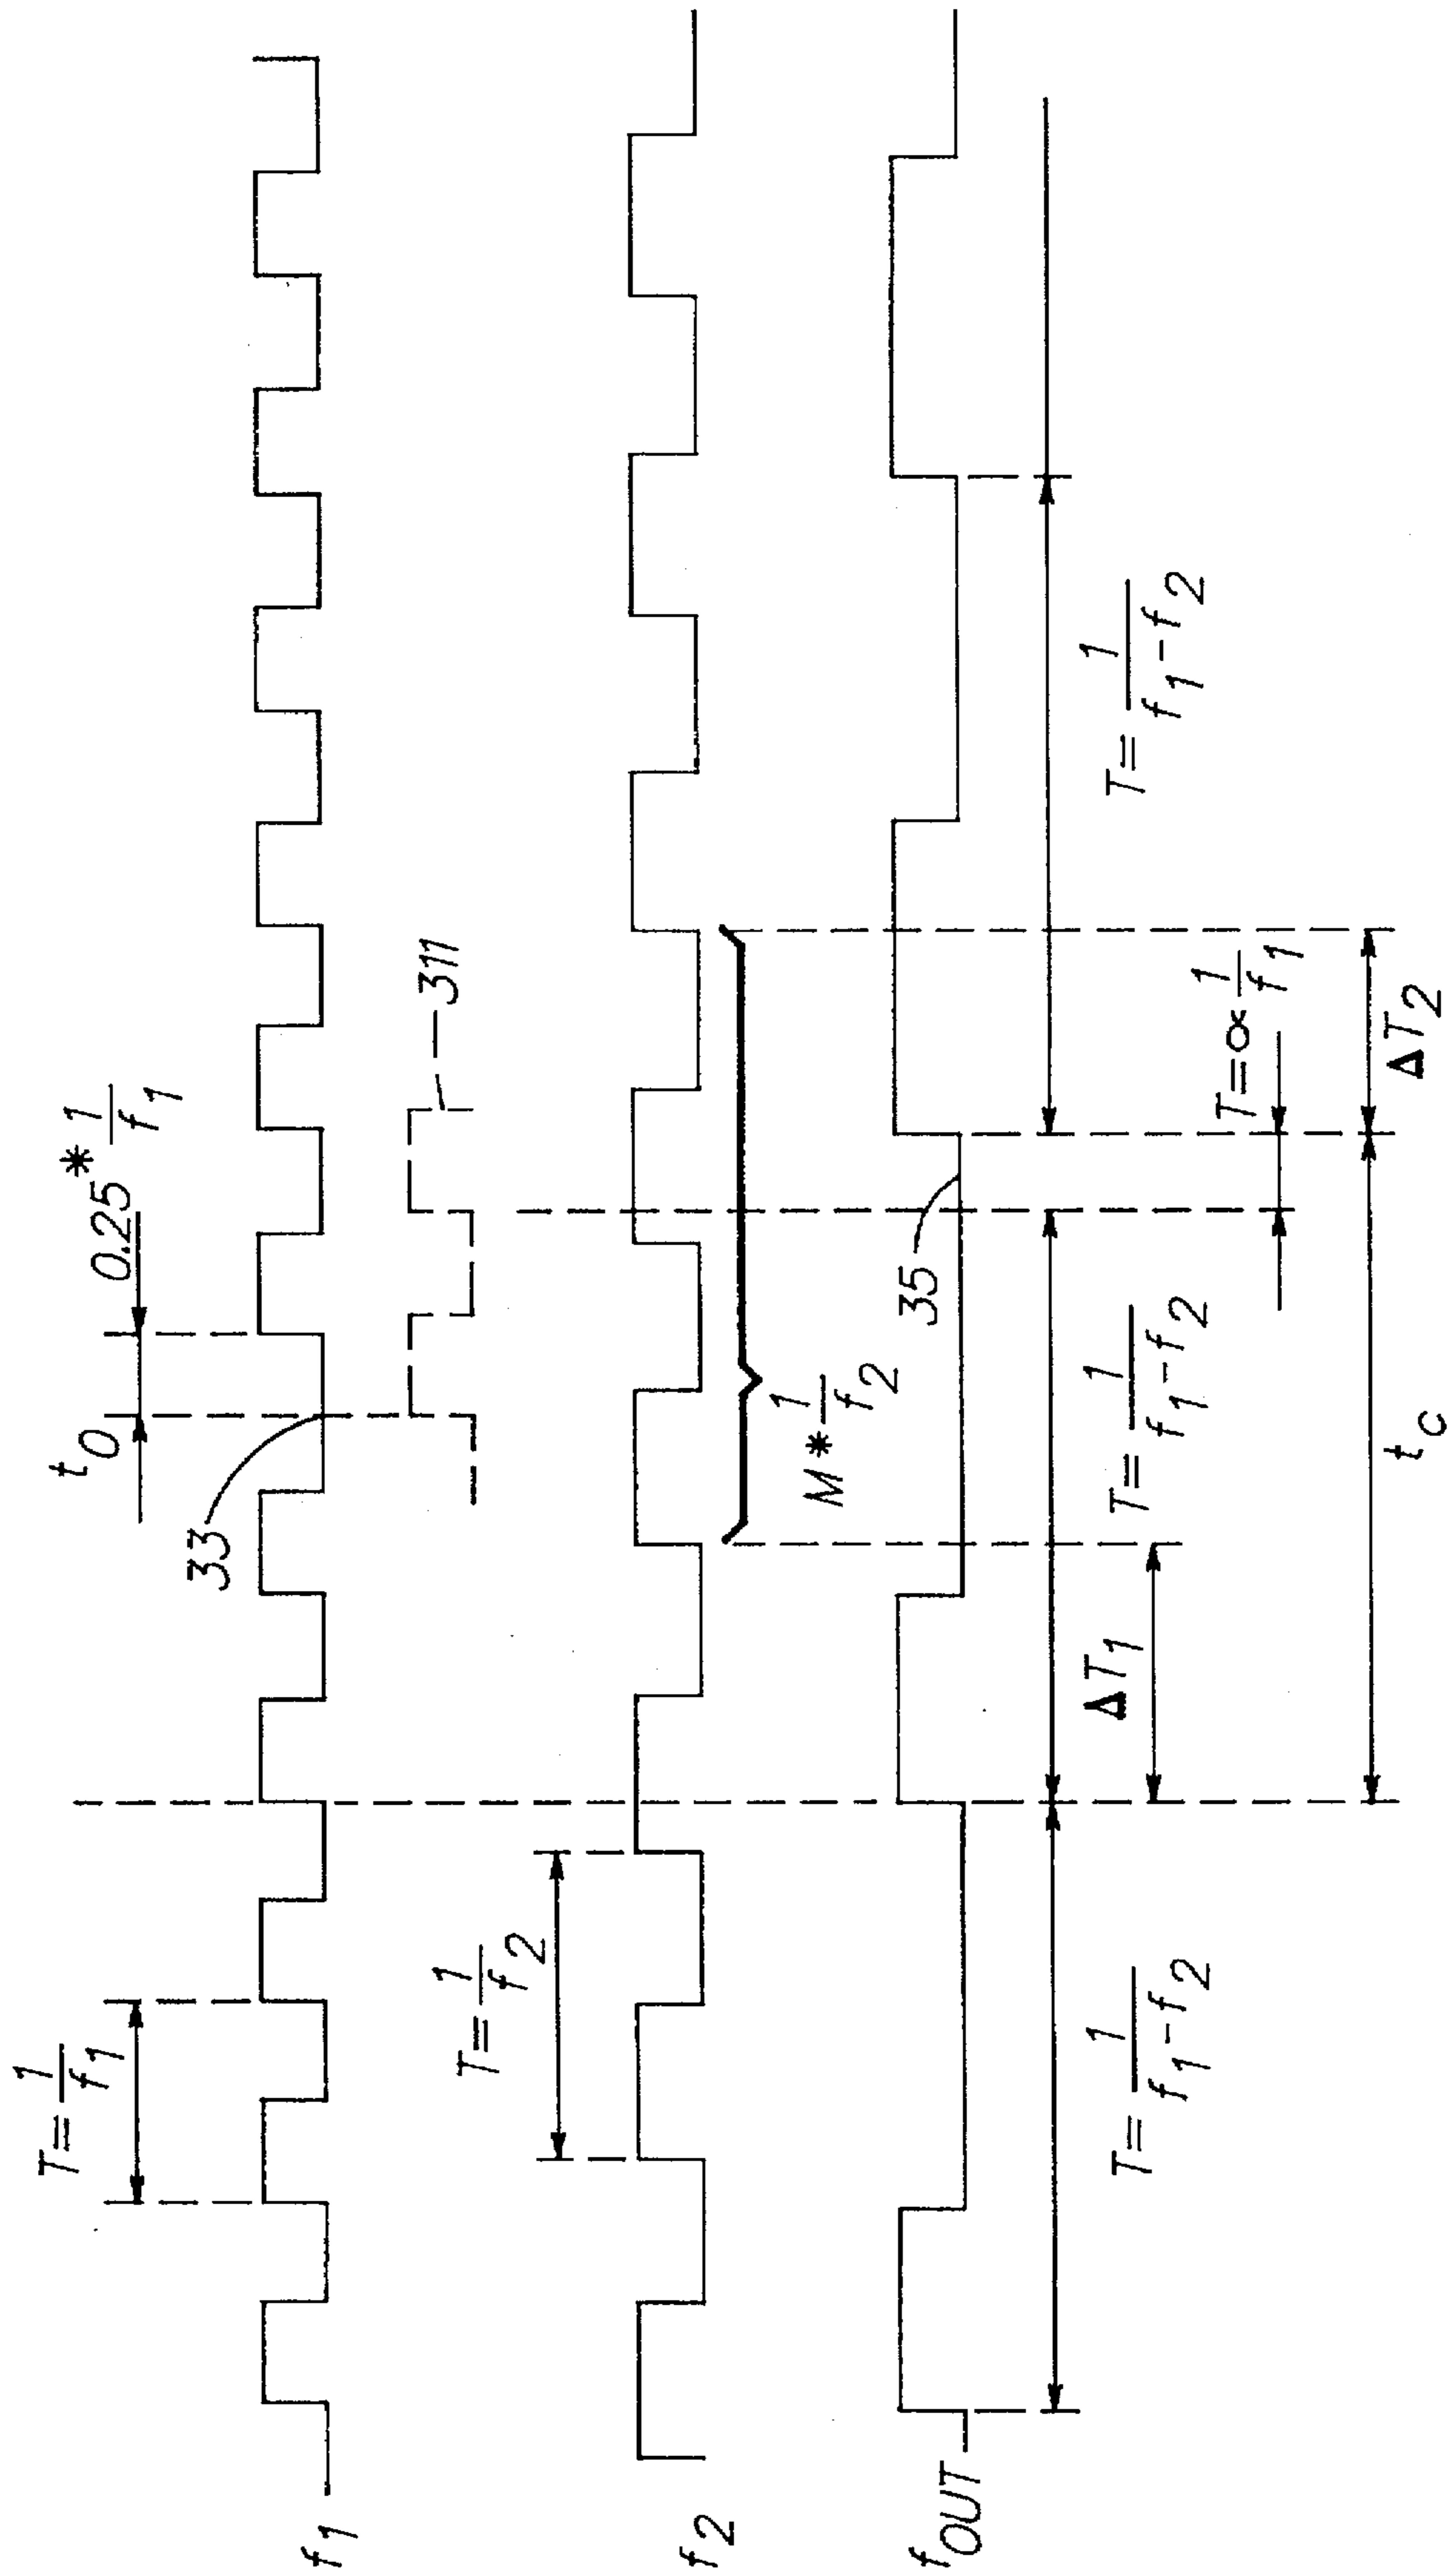 t0
0.25*1/f1
T=1/f1
33
f1
311
T=1/f2
M*1/f2
f2
35
fOUT
T=1/f1-f2
T=1/f1-f2
T=1/f1-f2
ΔT1
T=∝1/f1
tc
ΔT2